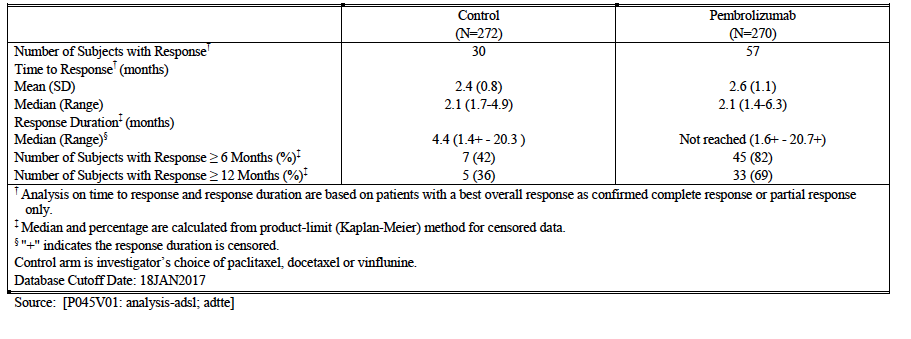 Control Pembrolizumab
(N=272) (N=270)
Number of Subjects with Response† 30 57
Time to Response† (months)
Mean (SD) 2.4 (0.8) 2.6 (1.1)
Median (Range) 2.1 (1.7-4.9) 2.1 (1.4-6.3)
Response Duration‡ (months)
Median (Range)§ 4.4 (1.4+ - 20.3 ) Not reached (1.6+ - 20.7+)
Number of Subjects with Response ≥ 6 Months (%)‡ 7 (42) 45 (82)
Number of Subjects with Response ≥ 12 Months (%)‡ 5 (36) 33 (69)
† Analysis on time to response and response duration are based on patients with a best overall response as confirmed complete response or partial response
only.
‡ Median and percentage are calculated from product-limit (Kaplan-Meier) method for censored data.
§ "+" indicates the response duration is censored.
Control arm is investigator's choice of paclitaxel, docetaxel or vinflunine.
Database Cutoff Date: 18JAN2017
Source: [P045V01: analysis-adsl; adtte]